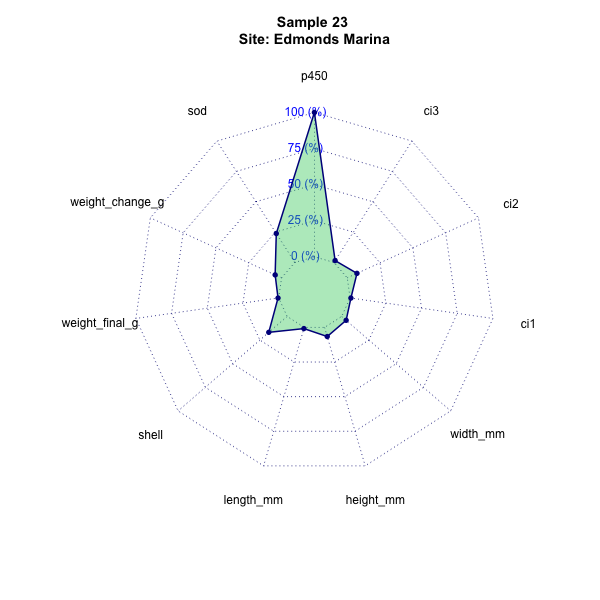 Sample 23
Site: Edmonds Marina
p450
100 (%)
sod
ci3
75 (%)
50 (%)
weight_change_g
ci2
25 (%)
0 (%)
weight_final_g
ci1
shell
width_mm
length_mm
height_mm